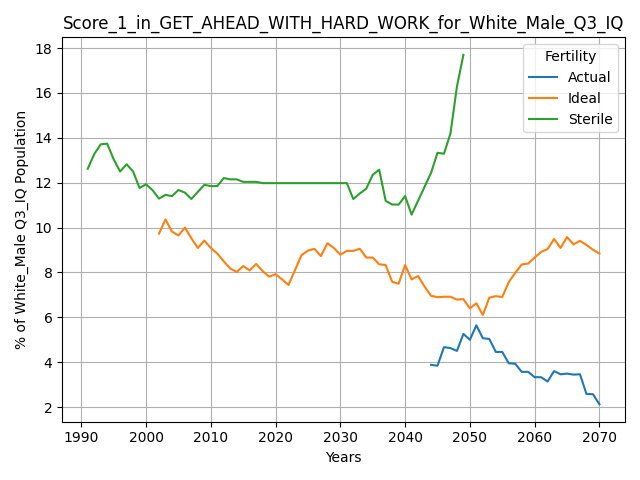 Score_1_in_GET_AHEAD_WITH_HARD_WORK_for_White_Male_Q3_IQ
% of White_Male Q3_IQ Population
18
16
14
12
10
8
6
4
2
Fertility
Actual
Ideal
Sterile
1990 2000 2010 2020 2030 2040 2050 2060 2070
Years